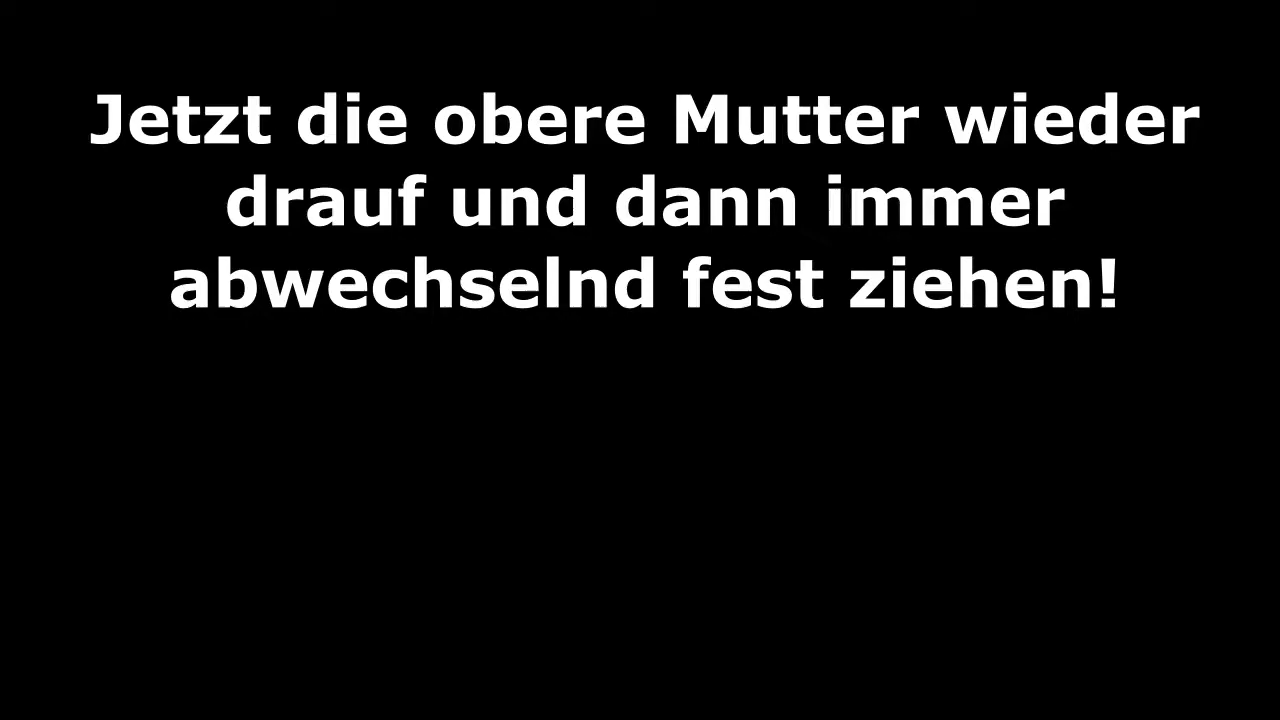 Jetzt die obere Mutter wieder
drauf und dann immer
abwechselnd fest ziehen!